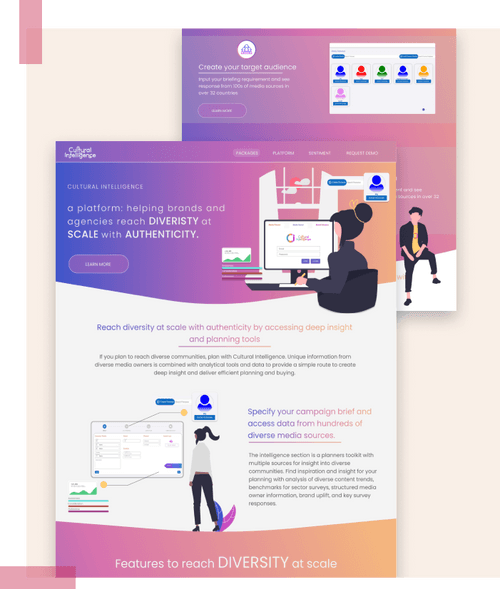 Create your target audience
Input your briefing requirement and see
response from 100s of media sources in
over 32 countries
LEARN MORE
Cultural
Intelligence
PACKAGES
PLATFORM
SENTIMENT
REQUEST DEMO
CULTURAL INTELLIGENCE
a platform: helping brands and
agencies reach DIVERISTY at
SCALE with AUTHENTICITY.
LEARN MORE
nt and see
ources in over 32
Reach diversity at scale with authenticity by accessing deep insight
and planning tools
If you plan to reach diverse communities, plan with Cultural Intelligence. Unique information from
diverse media owners is combined with analytical tools and data to provide a simple route to create
deep insight and deliver efficient planning and buying.
Specify your campaign brief and
access data from hundreds of
diverse media sources.
The intelligence section is a planners toolkit with
multiple sources for insight into diverse
communities. Find inspiration and insight for your
planning with analysis of diverse content trends,
benchmarks for sector surveys, structured media
owner information, brand uplift, and key survey
responses.
Features to reach DIVERSITY at scale